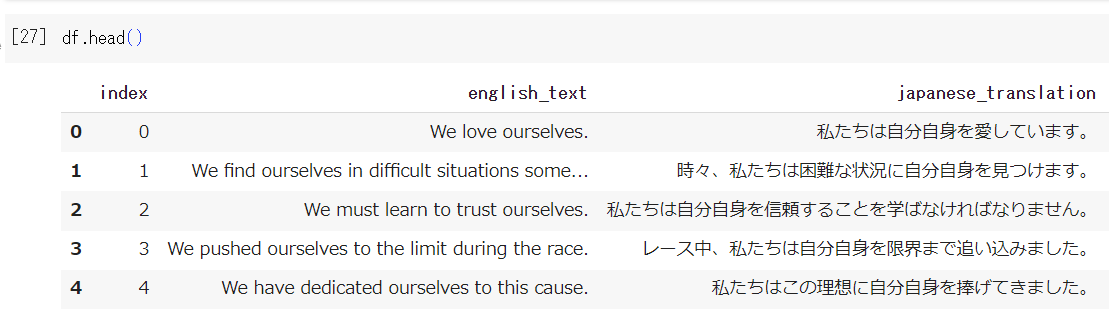 [27] df.head()
index english_text japanese_translation
0 0 We love ourselves. 私たちは自分自身を愛しています。
1 1 We find ourselves in difficult situations some... 時々、私たちは困難な状況に自分自身を見つけます。
2 2 We must learn to trust ourselves. 私たちは自分自身を信頼することを学ばなければなりません。
3 3 We pushed ourselves to the limit during the race. レース中、私たちは自分自身を限界まで追い込みました。
4 4 We have dedicated ourselves to this cause. 私たちはこの理想に自分自身を捧げてきました。